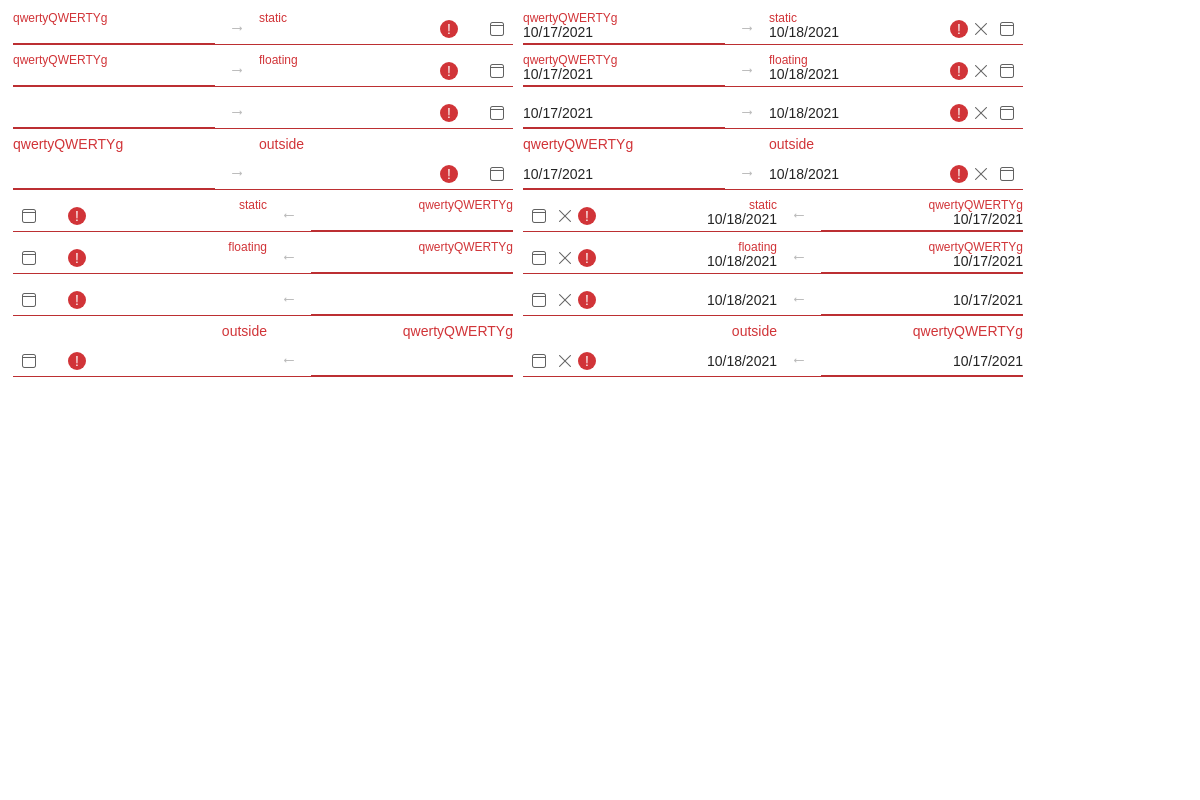 qwertyQWERTYg → static !
qwertyQWERTYg static
10/17/2021 → 10/18/2021 !
qwertyQWERTYg → floating !
qwertyQWERTYg floating
10/17/2021 → 10/18/2021 !
→ !
10/17/2021 → 10/18/2021 !
qwertyQWERTYg outside
→ !
qwertyQWERTYg outside
10/17/2021 → 10/18/2021 !
! static ← qwertyQWERTYg
static qwertyQWERTYg
! 10/18/2021 ← 10/17/2021
! floating ← qwertyQWERTYg
floating qwertyQWERTYg
! 10/18/2021 ← 10/17/2021
! ←
! 10/18/2021 ← 10/17/2021
outside qwertyQWERTYg
! ←
outside qwertyQWERTYg
! 10/18/2021 ← 10/17/2021